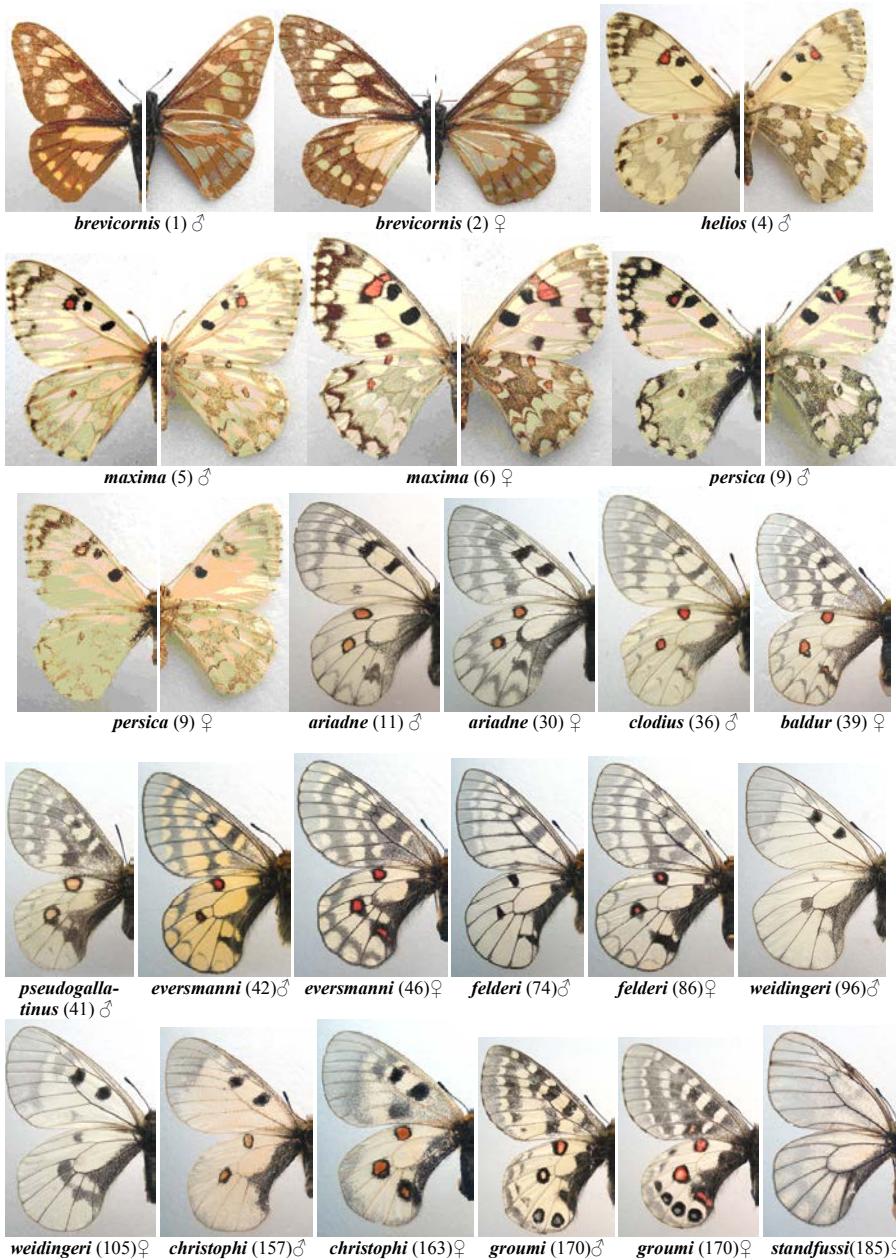 brevicornis (1) ♂
brevicornis (2) ♀
helios (4) ♂
maxima (5) ♂
maxima (6) ♀
persica (9) ♂
persica (9) ♀
ariadne (11) ♂
ariadne (30) ♀
clodius (36) ♂
baldur (39) ♀
pseudogalla-
tinus (41) ♂
eversmanni (42)♂
eversmanni (46)♀
felderi (74)♂
felderi (86)♀
weidingeri (96)♂
weidingeri (105)♀
christophi (157)♂
christophi (163)♀
groumi (170)♂
groumi (170)♀
standfussi(185)♂